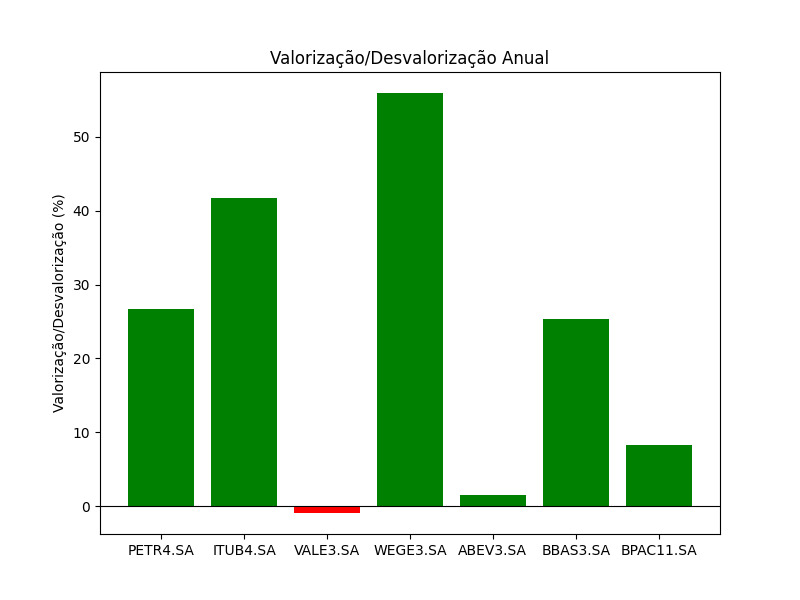 Valorização/Desvalorização Anual
Valorização/Desvalorização (%)
50
40
30
20
10
0
PETR4.SA ITUB4.SA VALE3.SA WEGE3.SA ABEV3.SA BBAS3.SA BPAC11.SA